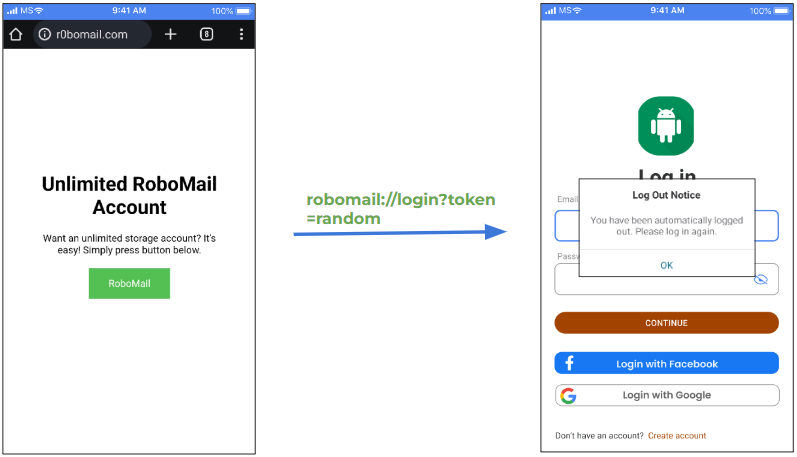 MS 9:41 AM 100%
r0bomail.com 8
Unlimited RoboMail
Account
Want an unlimited storage account? It's
easy! Simply press button below.
RoboMail
robomail://login?token
=random
MS 9:41 AM 100%
Log in
Log Out Notice
Email
You have been automatically logged
out. Please log in again.
OK
CONTINUE
f Login with Facebook
G Login with Google
Don't have an account? Create account